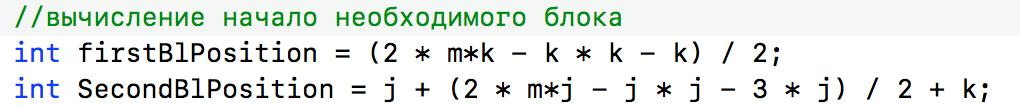 //вычисление начало необходимого блока
int firstBlPosition = (2 * m*k - k * k - k) / 2;
int SecondBlPosition = j + (2 * m*j - j * j - 3 * j) / 2 + k;